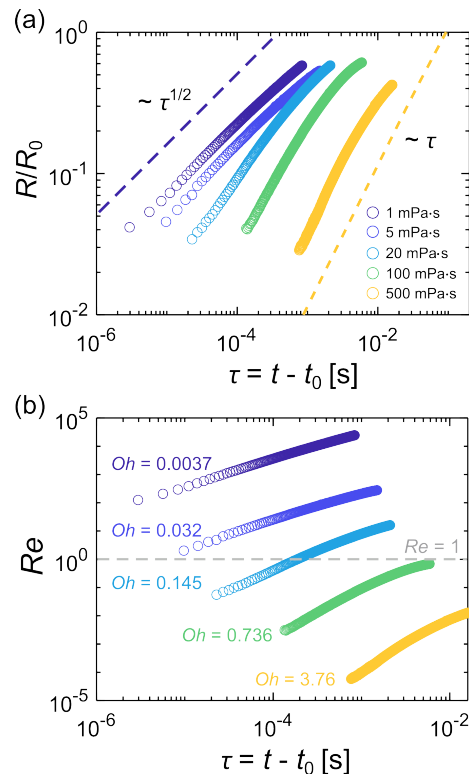 (a)
10^0
10^-1
10^-2
R/R_0
~ τ^1/2
~ τ
1 mPa·s
5 mPa·s
20 mPa·s
100 mPa·s
500 mPa·s
10^-6
10^-4
10^-2
τ = t - t_0 [s]
(b)
10^5
10^0
10^-5
Re
Oh = 0.0037
Oh = 0.032
Re = 1
Oh = 0.145
Oh = 0.736
Oh = 3.76
10^-6
10^-4
10^-2
τ = t - t_0 [s]